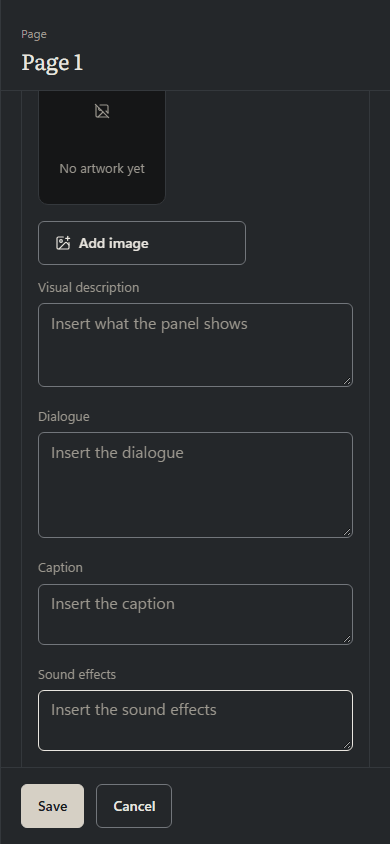 Page
Page 1
No artwork yet
Add image
Visual description
Insert what the panel shows
Dialogue
Insert the dialogue
Caption
Insert the caption
Sound effects
Insert the sound effects
Save
Cancel